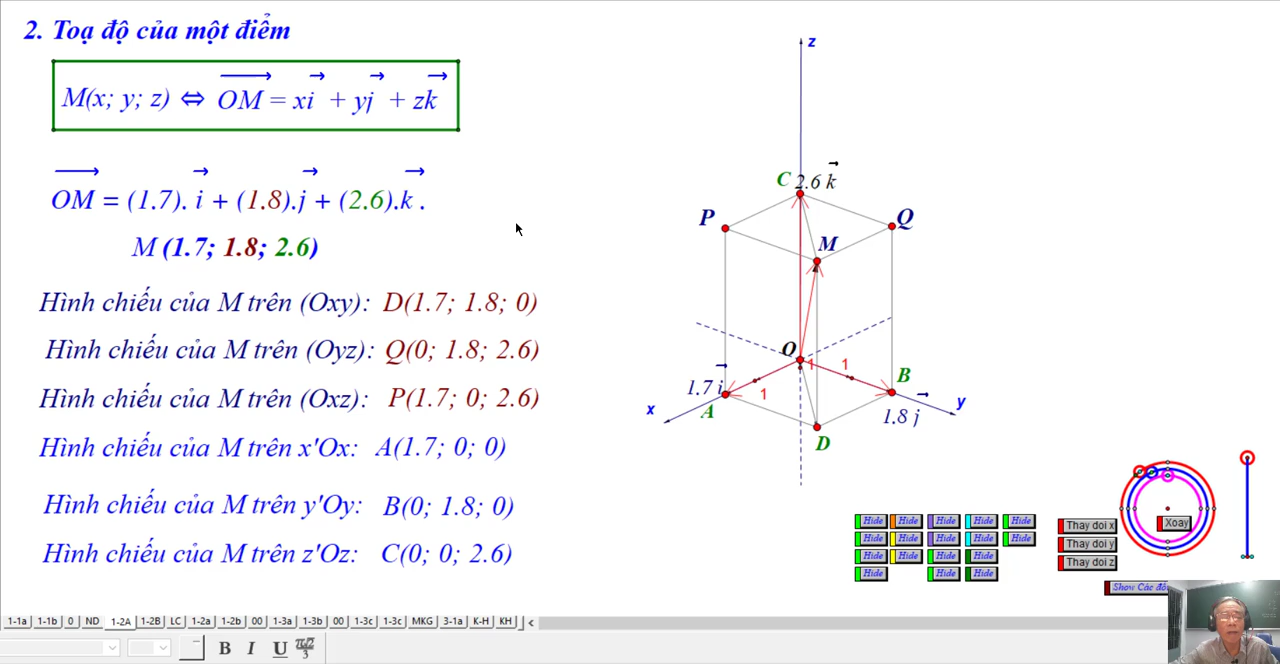 2. Toạ độ của một điểm
M(x; y; z) ⇔ OM = xi + yj + zk
OM = (1.7). i + (1.8).j + (2.6).k .
M (1.7; 1.8; 2.6)
Hình chiếu của M trên (Oxy): D(1.7; 1.8; 0)
Hình chiếu của M trên (Oyz): Q(0; 1.8; 2.6)
Hình chiếu của M trên (Oxz): P(1.7; 0; 2.6)
Hình chiếu của M trên x'Ox: A(1.7; 0; 0)
Hình chiếu của M trên y'Oy: B(0; 1.8; 0)
Hình chiếu của M trên z'Oz: C(0; 0; 2.6)
z
C 2.6 k
P
Q
M
O
1
1
B
1.7 i
1
x
A
1.8 j
y
D
Hide Hide Hide Hide Hide
Hide Hide Hide Hide Hide
Hide Hide Hide Hide
Hide Hide Hide
Thay doi x
Thay doi y
Thay doi z
Xoay
Show Các
1-1a 1-1b 0 ND 1-2A 1-2B LC 1-2a 1-2b 00 1-3a 1-3b 00 1-3c 1-3c MKG 3-1a K-H KH
B I U